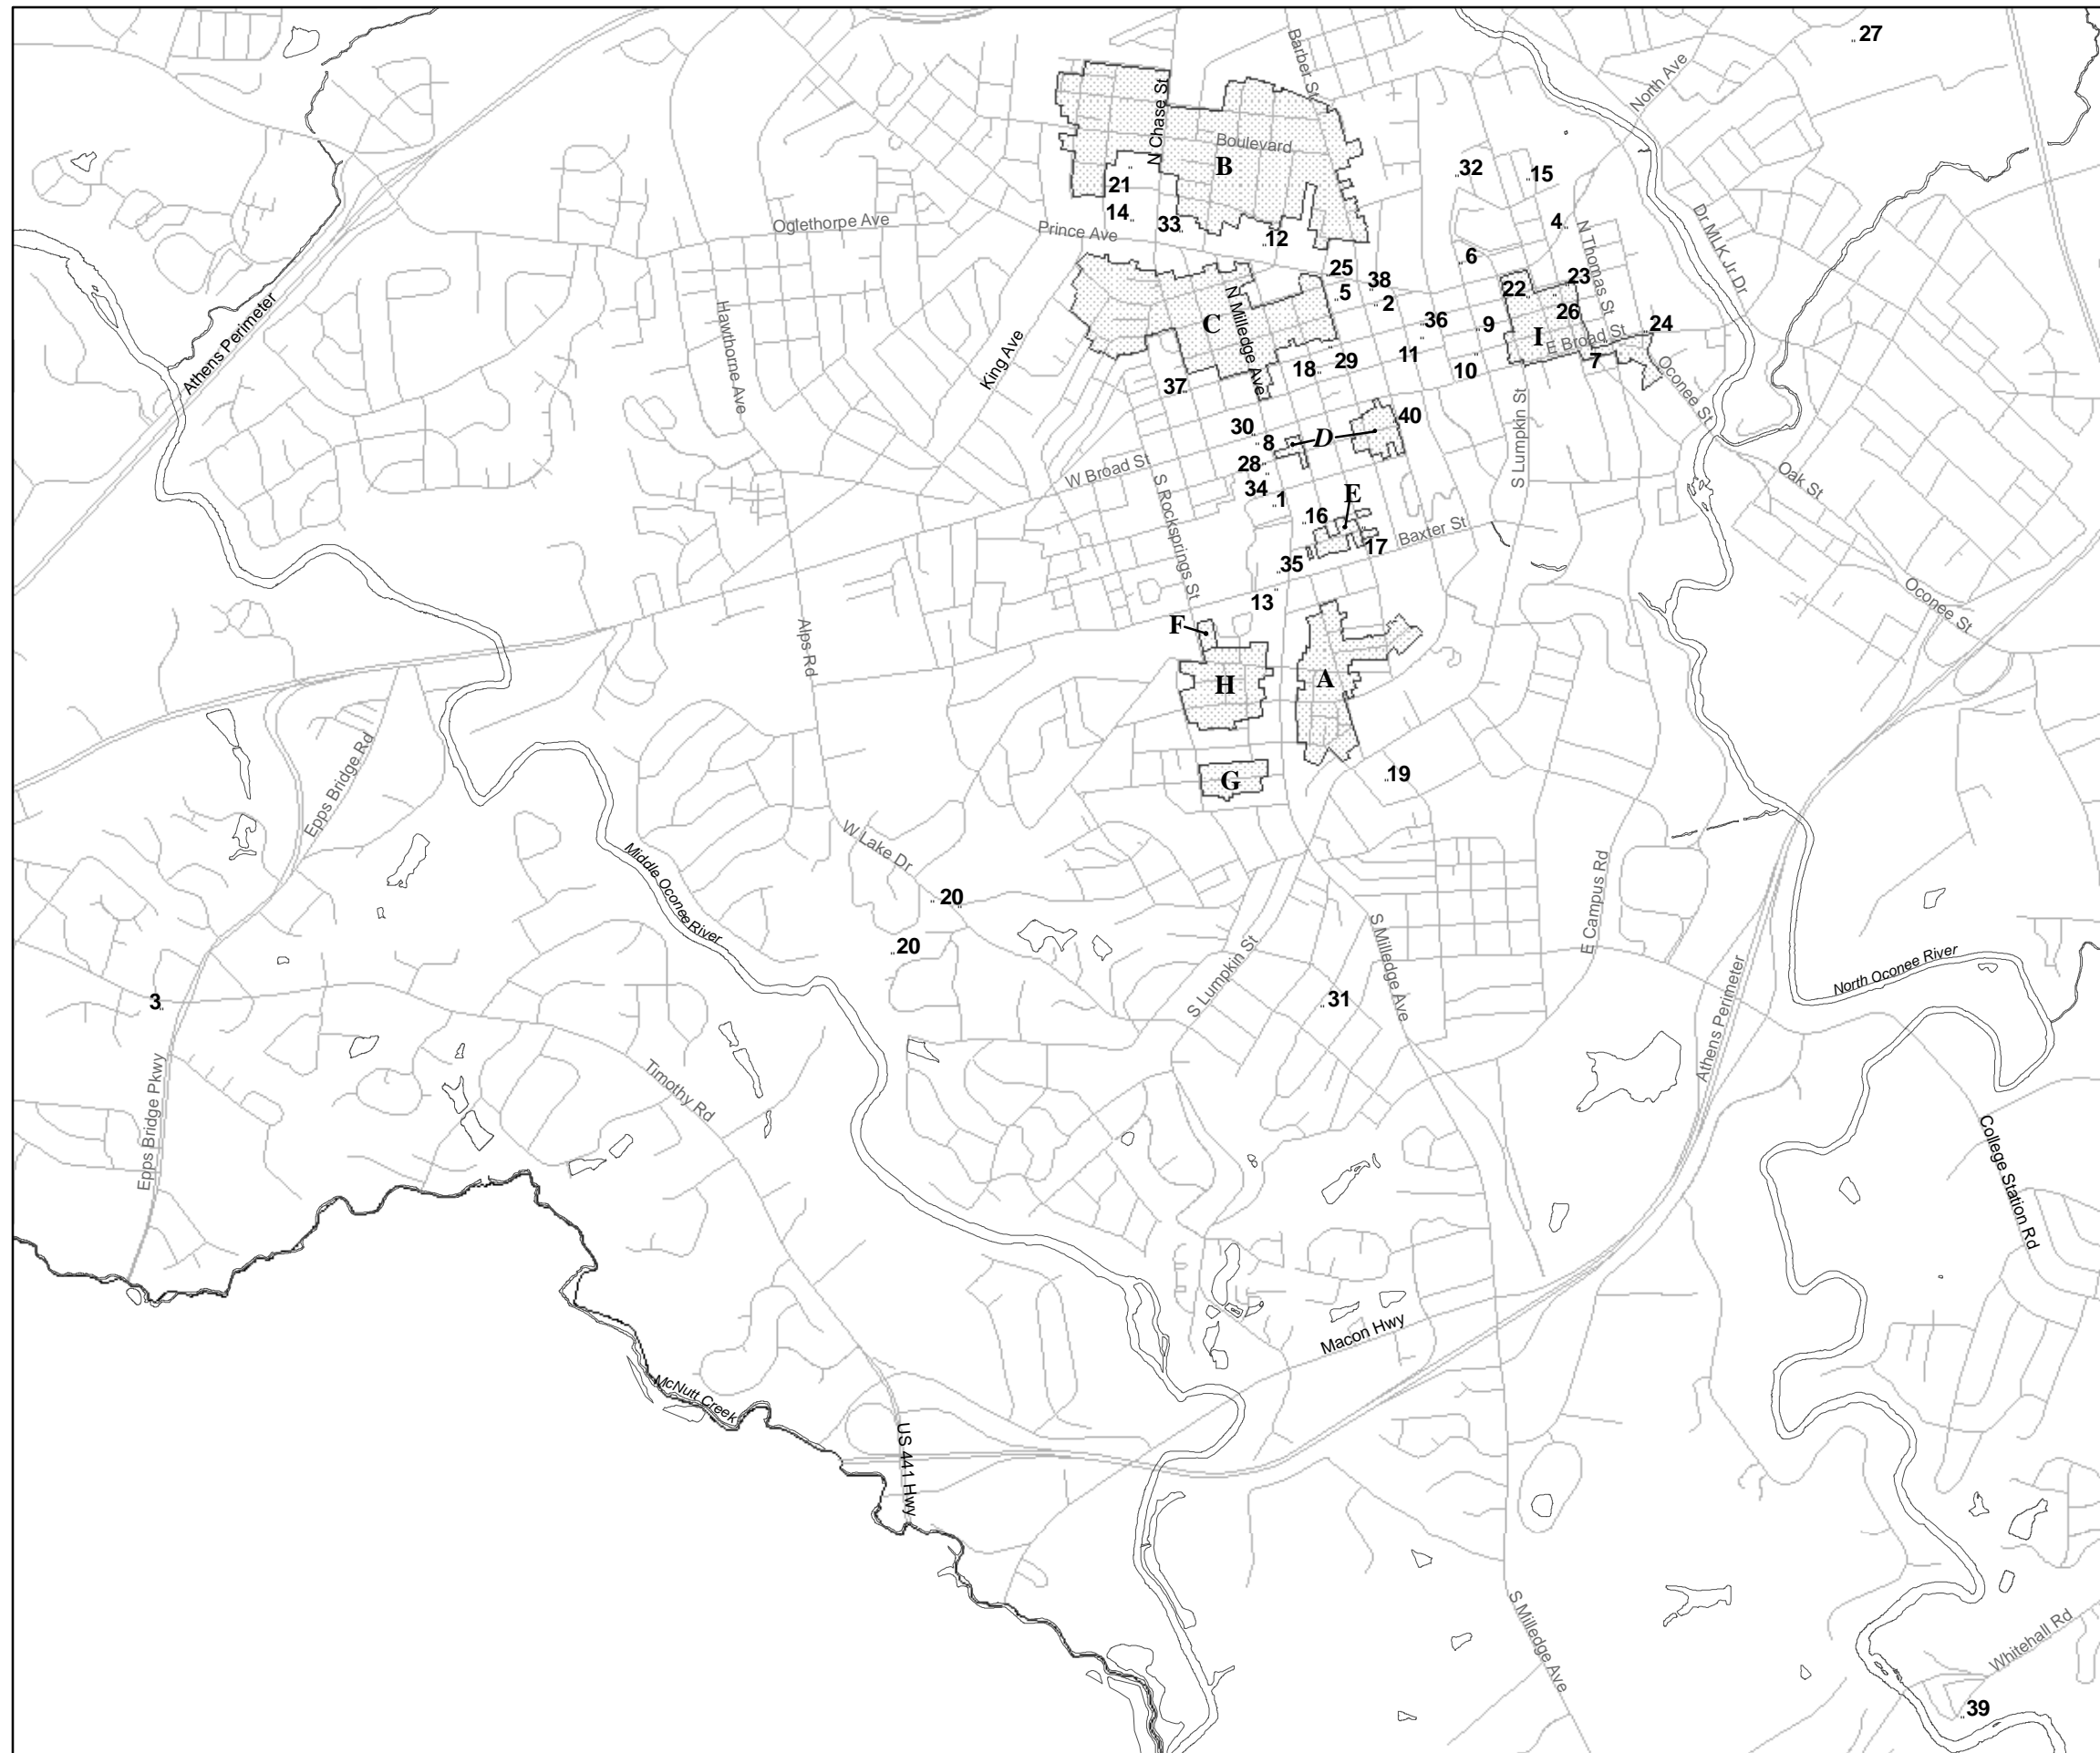 27
Barber St
North Ave
N Chase St
Boulevard
B
32
15
21
14
33
12
4
Oglethorpe Ave
Prince Ave
N Thomas St
Dr MLK Jr Dr
6
25
38
5
2
22
23
26
Athens Perimeter
Hawthorne Ave
King Ave
C
N Milledge Ave
36
9
I
E Broad St
24
7
11
10
29
18
37
Oconee St
S Lumpkin St
40
30
8
D
28
34
1
W Broad St
S Rocksprings St
E
16
17
Baxter St
35
13
Oak St
Oconee St
F
H
A
Alps Rd
G
19
Epps Bridge Rd
W Lake Dr
Middle Oconee River
20
20
S Lumpkin St
S Milledge Ave
E Campus Rd
31
North Oconee River
Athens Perimeter
3
Epps Bridge Pkwy
Timothy Rd
College Station Rd
Macon Hwy
McNutt Creek
US 441 Hwy
S Milledge Ave
Whitehall Rd
39